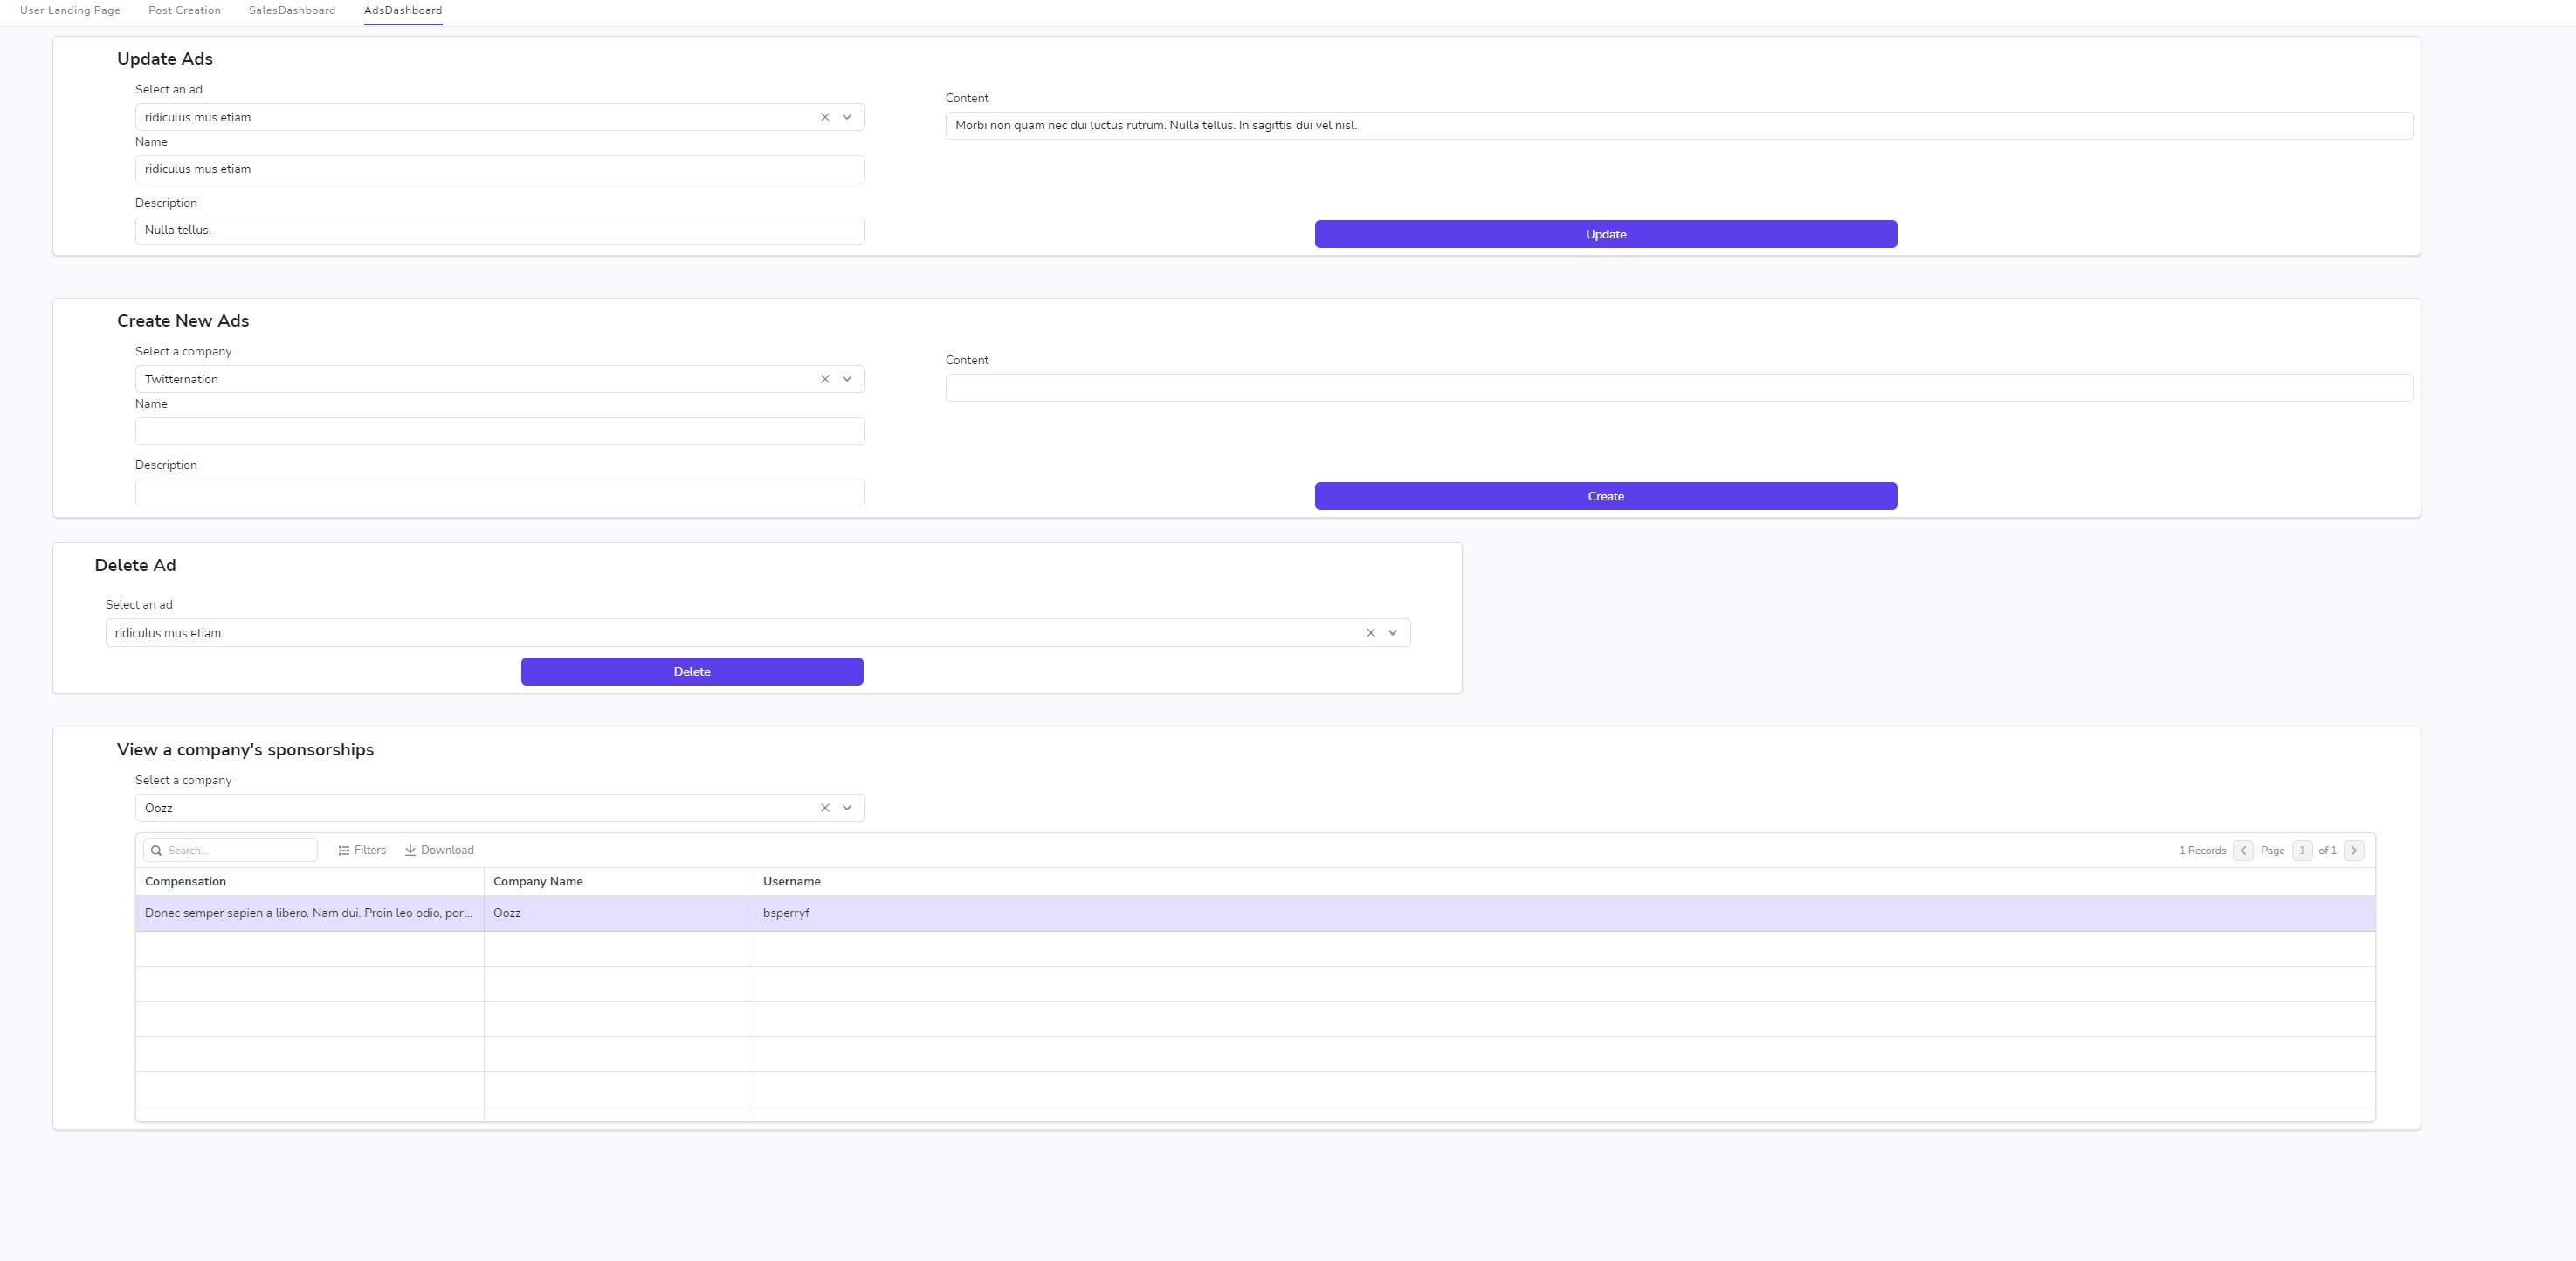 User Landing Page Post Creation SalesDashboard AdsDashboard
Update Ads
Select an ad
ridiculus mus etiam
Name
ridiculus mus etiam
Description
Nulla tellus.
Content
Morbi non quam nec dui luctus rutrum. Nulla tellus. In sagittis dui vel nisl.
Update
Create New Ads
Select a company
Twitternation
Name
Description
Content
Create
Delete Ad
Select an ad
ridiculus mus etiam
Delete
View a company's sponsorships
Select a company
Oozz
Search... Filters Download 1 Records Page 1 of 1
Compensation Company Name Username
Donec semper sapien a libero. Nam dui. Proin leo odio, por... Oozz bsperryf